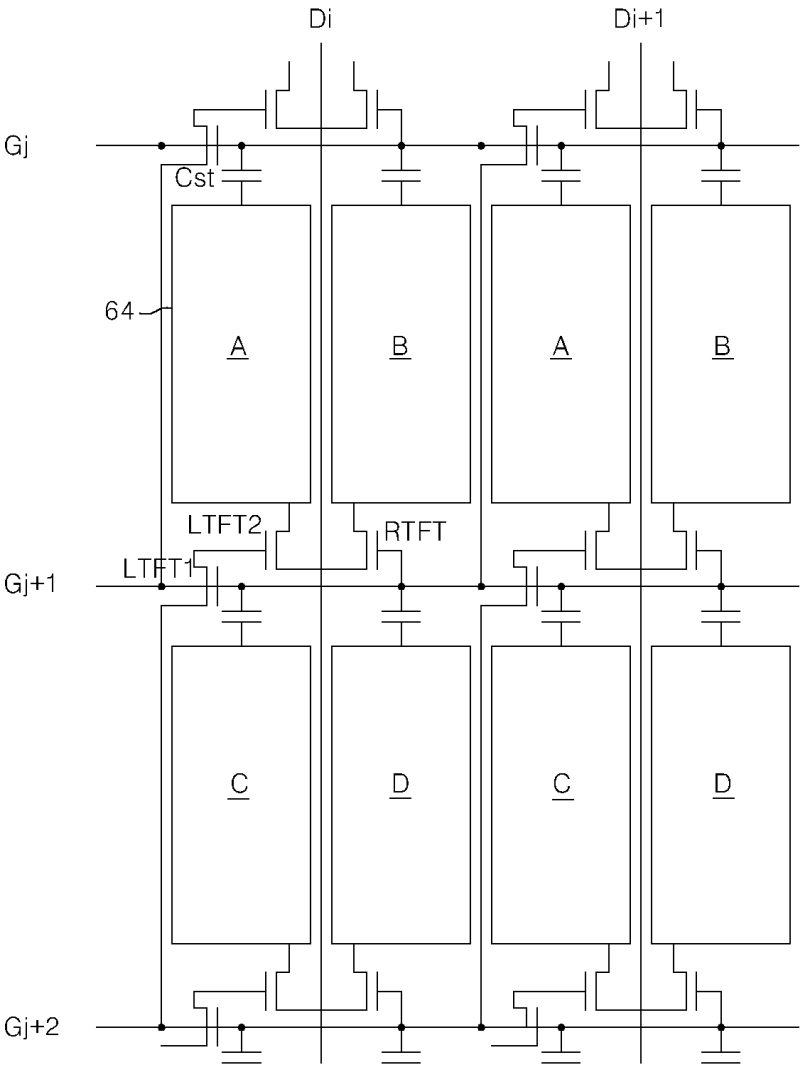 Di Di+1
Gj
Cst
64
A B A B
LTFT2 RTFT
LTFT1
Gj+1
C D C D
Gj+2